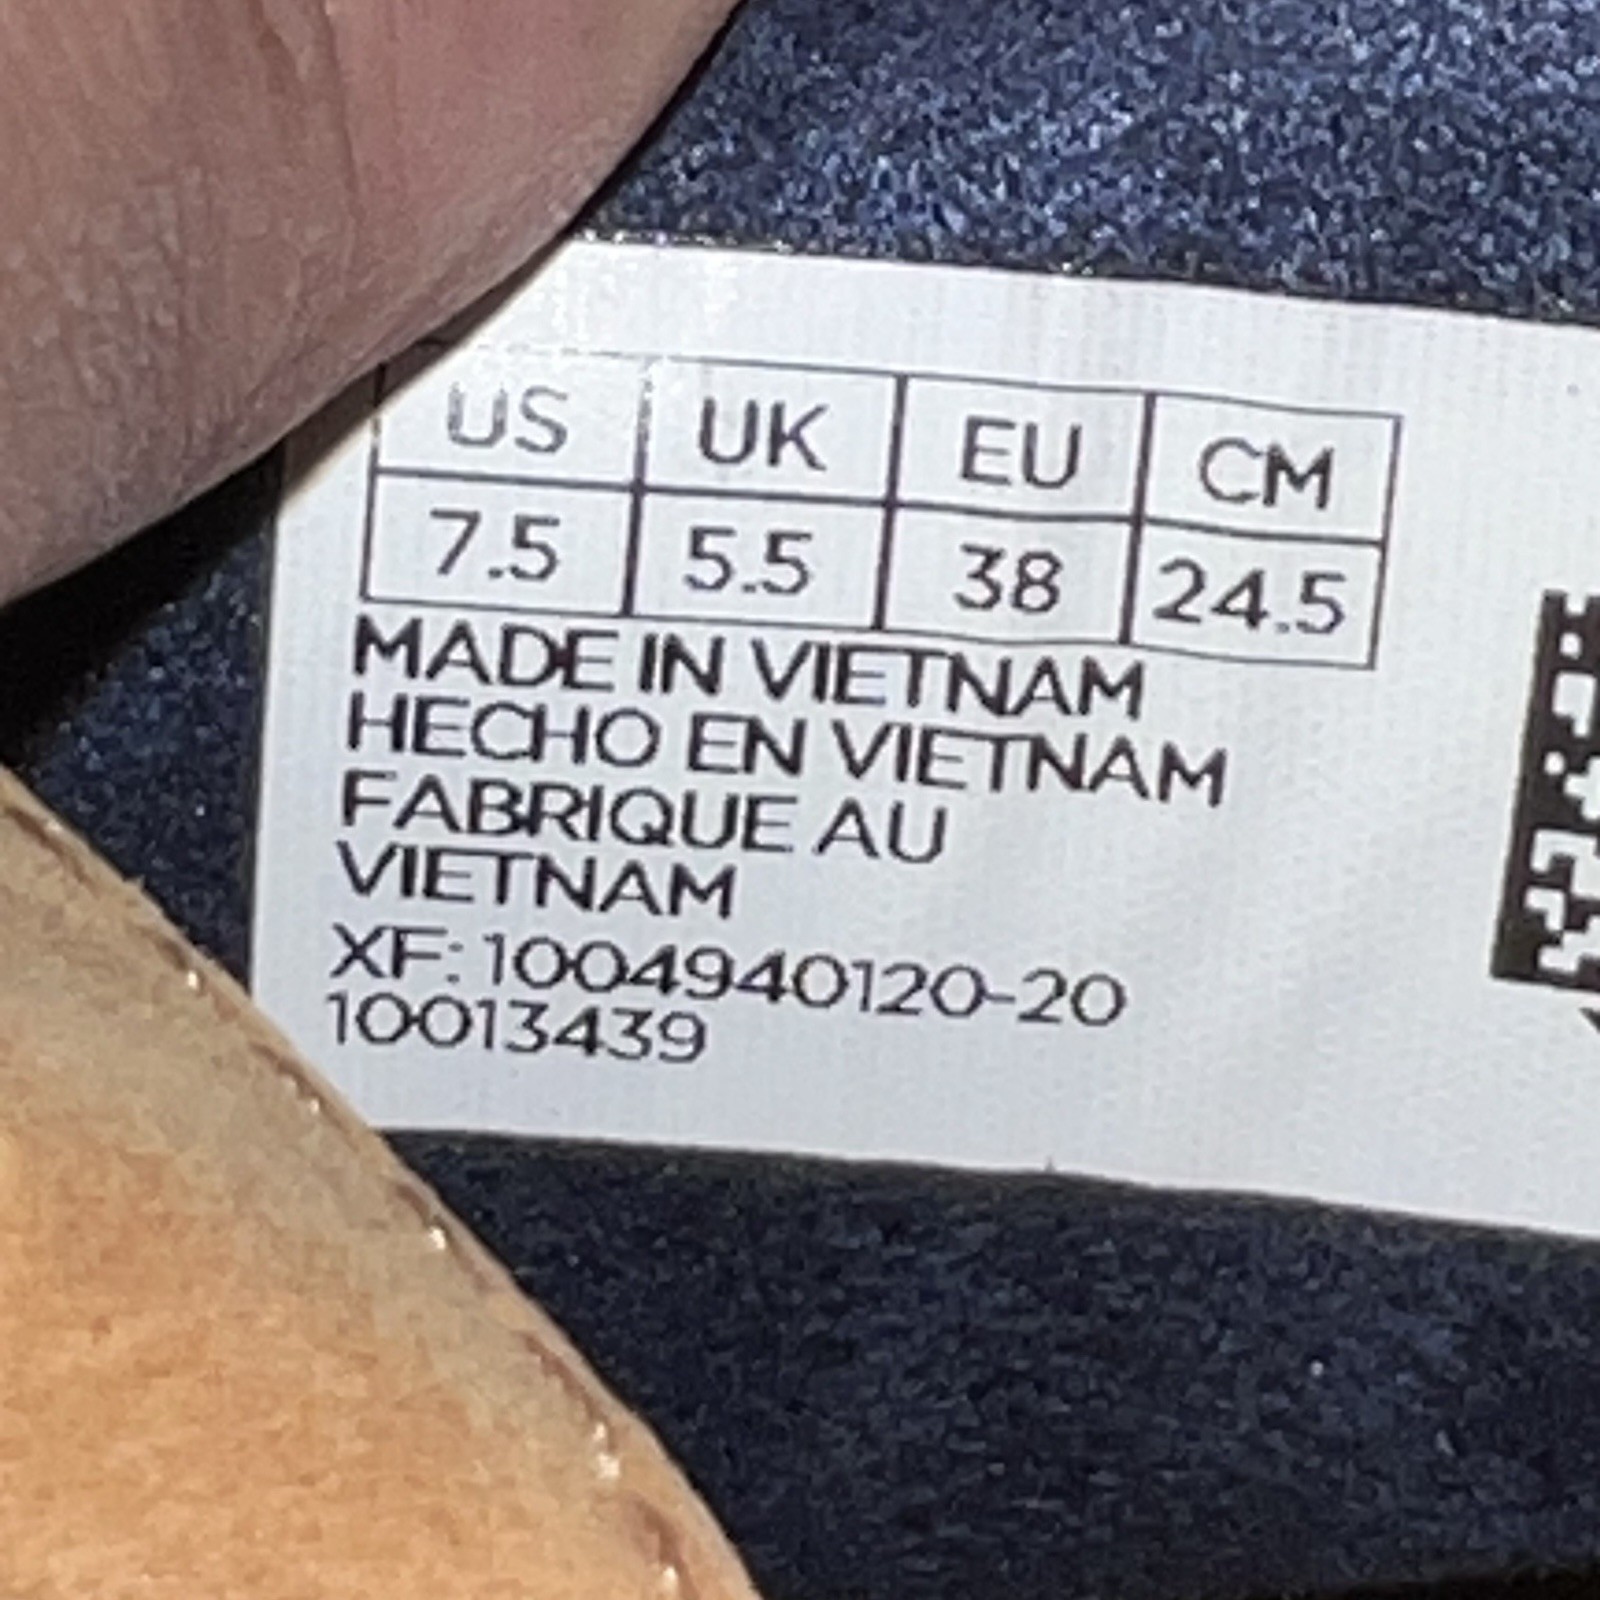 US UK EU CM
7.5 5.5 38 24.5
MADE IN VIETNAM
HECHO EN VIETNAM
FABRIQUE AU
VIETNAM
XF: 1004940120-20
10013439